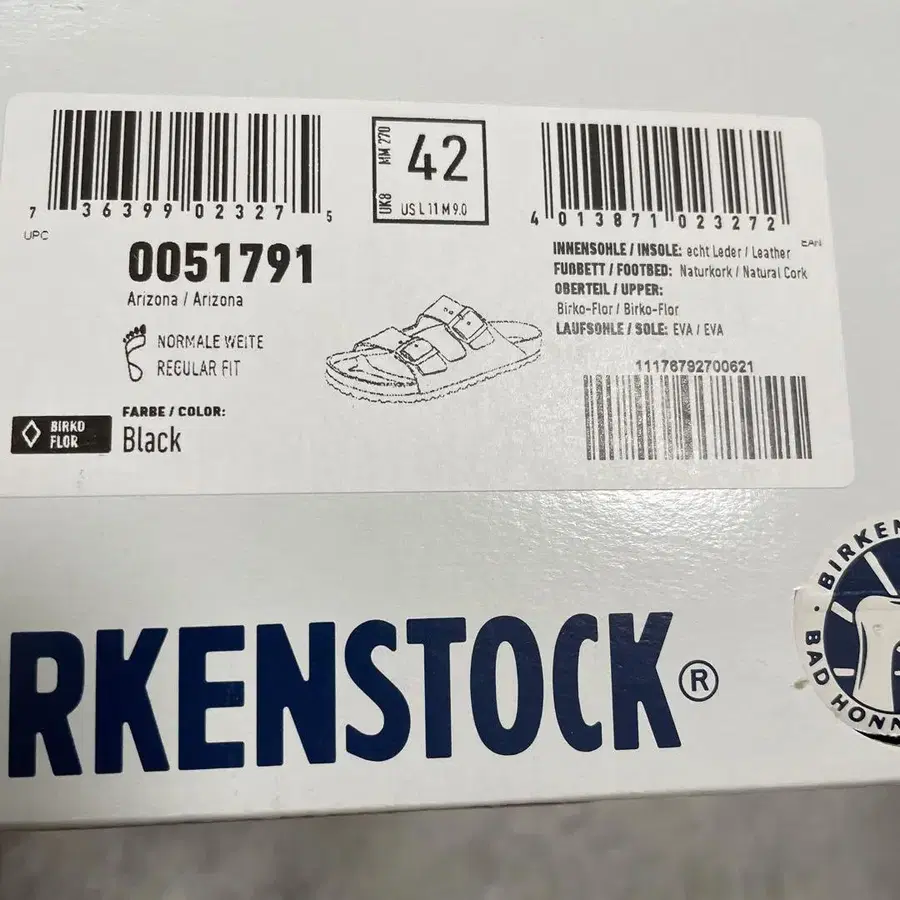 7 36399 02327 5
UPC
0051791
Arizona / Arizona
NORMALE WEITE
REGULAR FIT
FARBE / COLOR:
Black
BIRKO
FLOR
MM 270
UK8
42
US L 11 M 9.0
4 013871 023272
EAN
INNENSOHLE / INSOLE: echt Leder / Leather
FUßBETT / FOOTBED: Naturkork / Natural Cork
OBERTEIL / UPPER:
Birko-Flor / Birko-Flor
LAUFSOHLE / SOLE: EVA / EVA
11176792700621
RKENSTOCK®
BIRKEN
BAD HONN